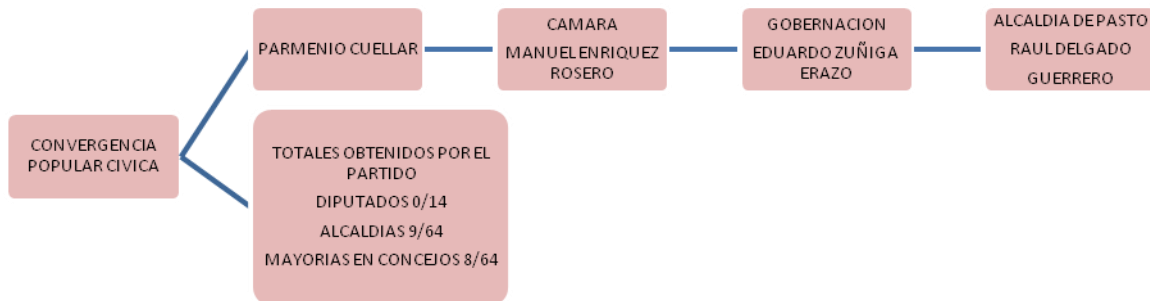 CONVERGENCIA
POPULAR CIVICA
PARMENIO CUELLAR
CAMARA
MANUEL ENRIQUEZ
ROSERO
GOBERNACION
EDUARDO ZUÑIGA
ERAZO
ALCALDIA DE PASTO
RAUL DELGADO
GUERRERO
TOTALES OBTENIDOS POR EL
PARTIDO
DIPUTADOS 0/14
ALCALDIAS 9/64
MAYORIAS EN CONCEJOS 8/64